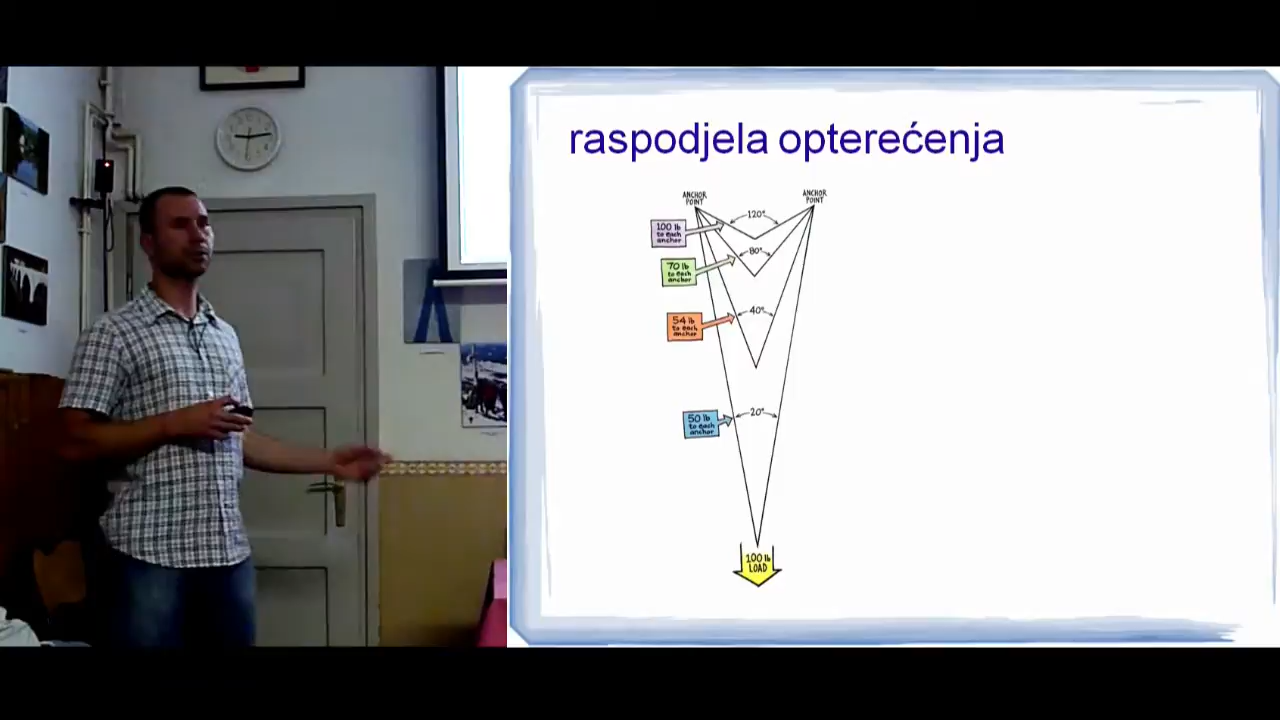 raspodjela opterećenja
ANCHOR
POINT
ANCHOR
POINT
120°
100 lb
to each
anchor
80°
70 lb
to each
anchor
40°
54 lb
to each
anchor
20°
50 lb
to each
anchor
100 lb
LOAD